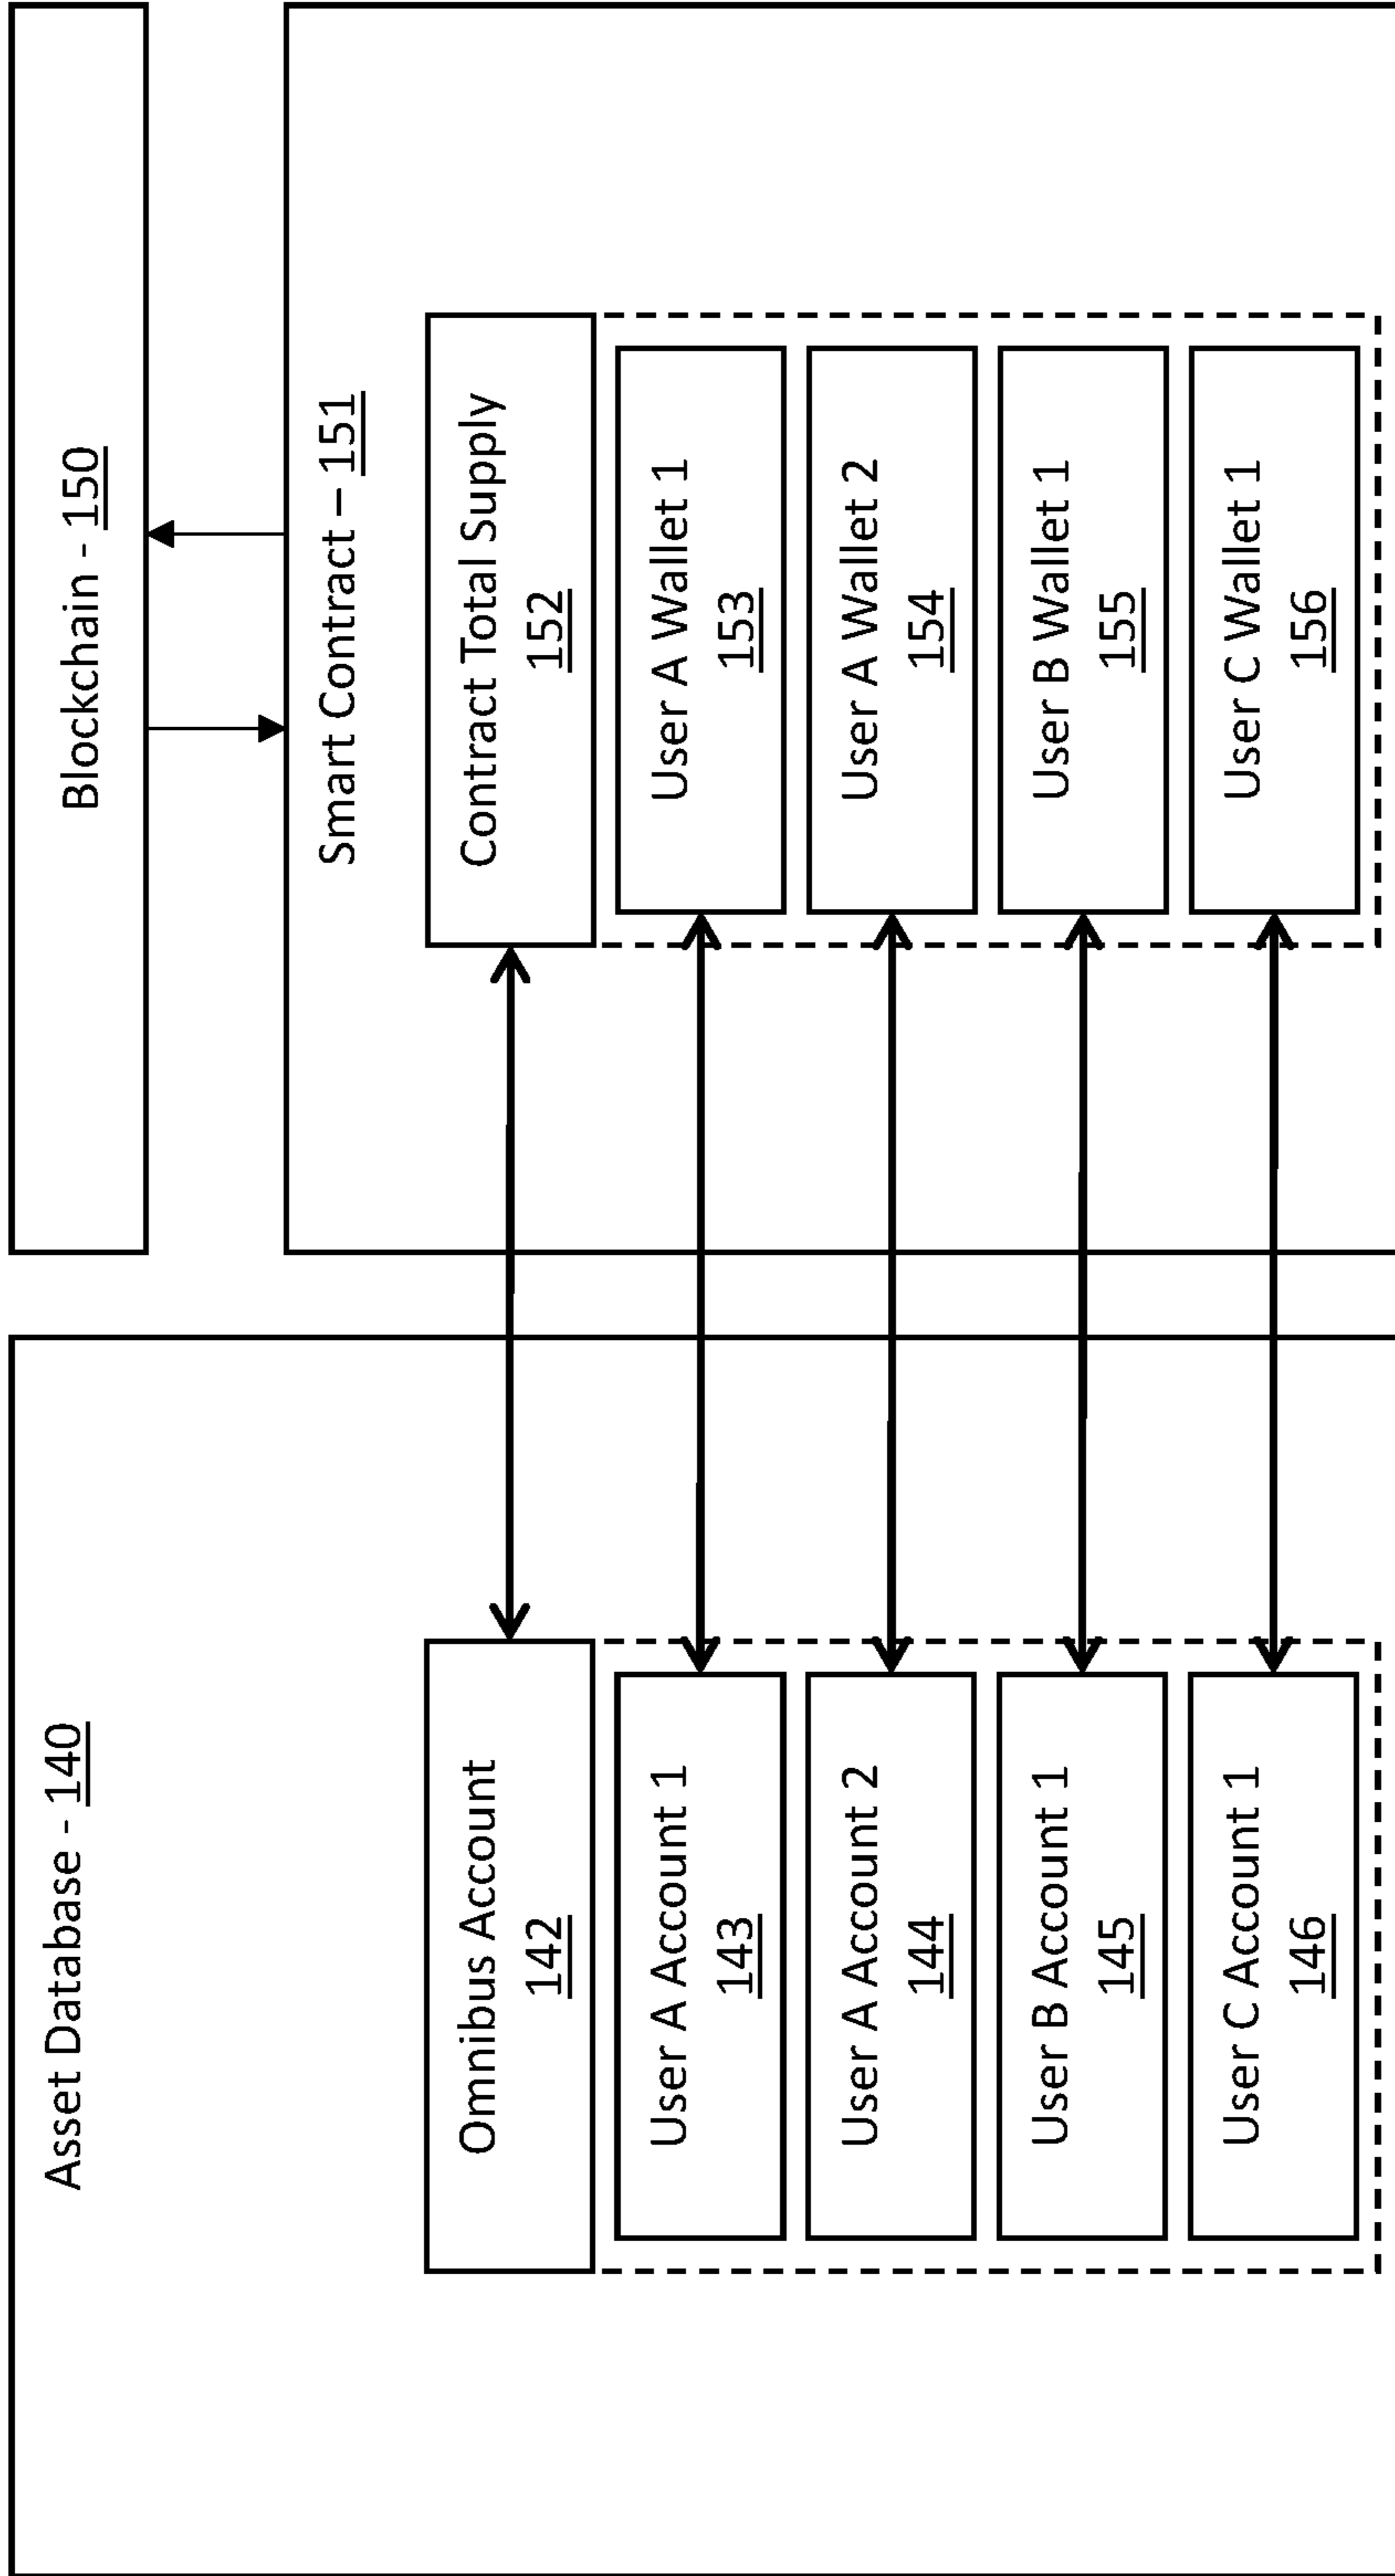 Asset Database - 140
Omnibus Account
142
User A Account 1
143
User A Account 2
144
User B Account 1
145
User C Account 1
146
Blockchain - 150
Smart Contract – 151
Contract Total Supply
152
User A Wallet 1
153
User A Wallet 2
154
User B Wallet 1
155
User C Wallet 1
156